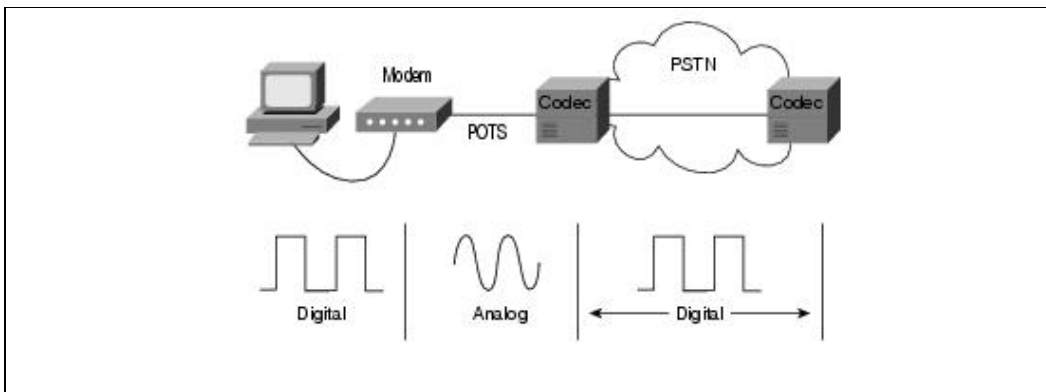 Modem
PSTN
Codec
Codec
POTS
Digital
Analog
Digital